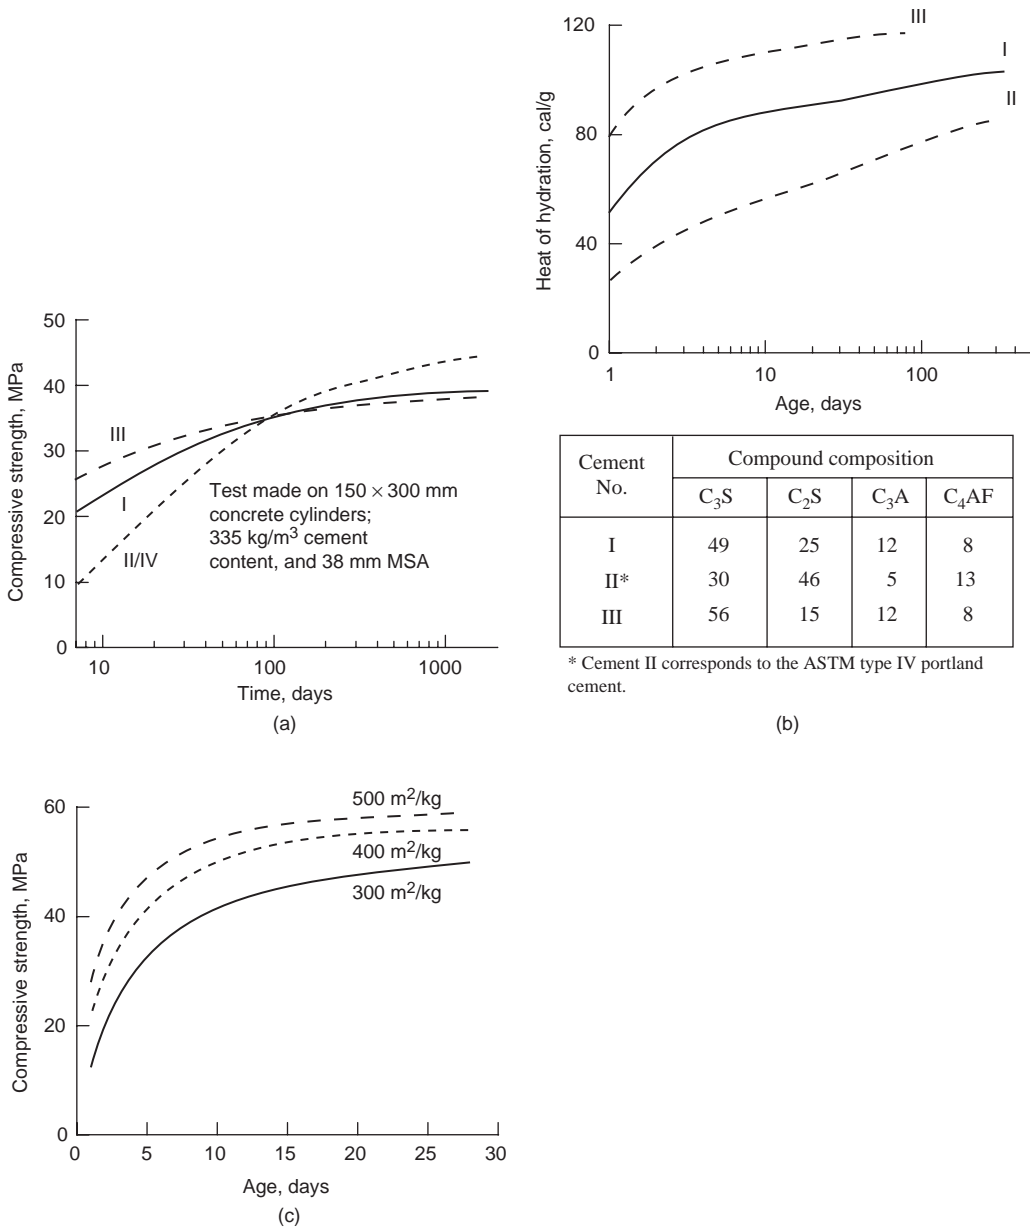 50
40
30
20
10
0
Compressive strength, MPa
III
I
II/IV
Test made on 150 × 300 mm
concrete cylinders;
335 kg/m³ cement
content, and 38 mm MSA
10
100
1000
Time, days
(a)
120
80
40
0
Heat of hydration, cal/g
III
I
II
1
10
100
Age, days
Cement No. Compound composition
C₃S C₂S C₃A C₄AF
I 49 25 12 8
II* 30 46 5 13
III 56 15 12 8
* Cement II corresponds to the ASTM type IV portland
cement.
(b)
60
40
20
0
Compressive strength, MPa
500 m²/kg
400 m²/kg
300 m²/kg
0
5
10
15
20
25
30
Age, days
(c)